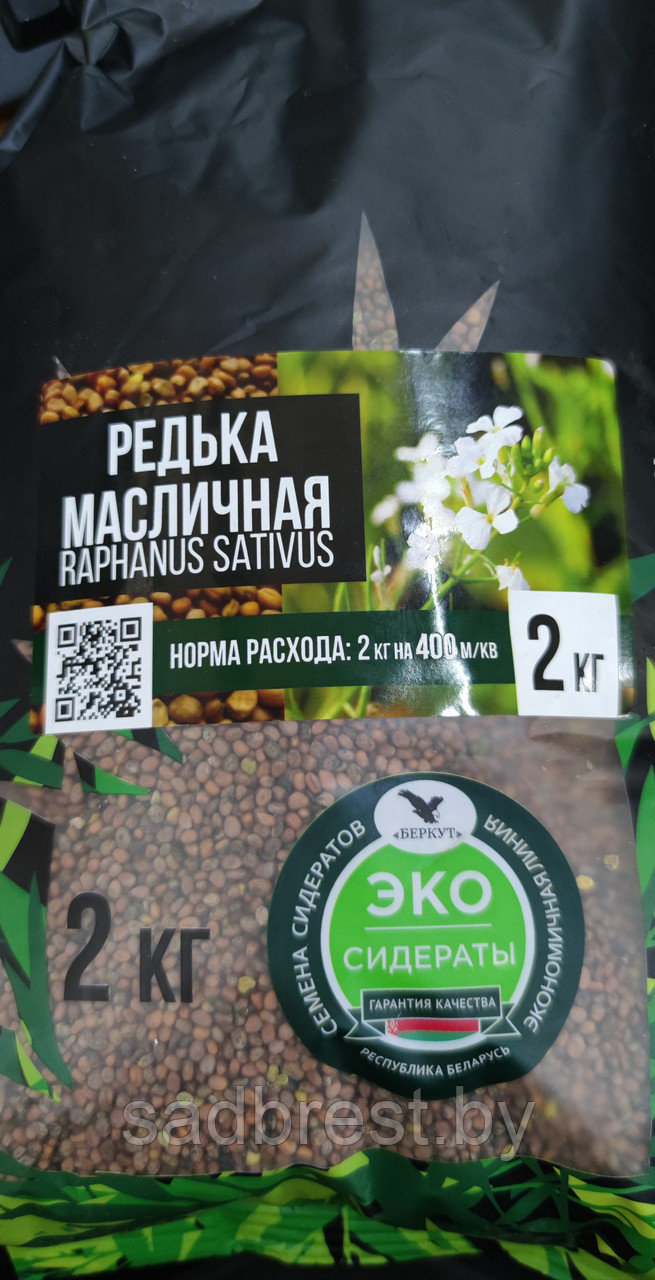 РЕДЬКА
МАСЛИЧНАЯ
RAPHANUS SATIVUS
НОРМА РАСХОДА: 2 КГ НА 400 М/КВ
2 КГ
2 КГ
«БЕРКУТ»
СЕМЕНА СИДЕРАТОВ
ЭКОНОМИЧНАЯ ЛИНИЯ
ЭКО
СИДЕРАТЫ
ГАРАНТИЯ КАЧЕСТВА
РЕСПУБЛИКА БЕЛАРУСЬ
sadbrest.by